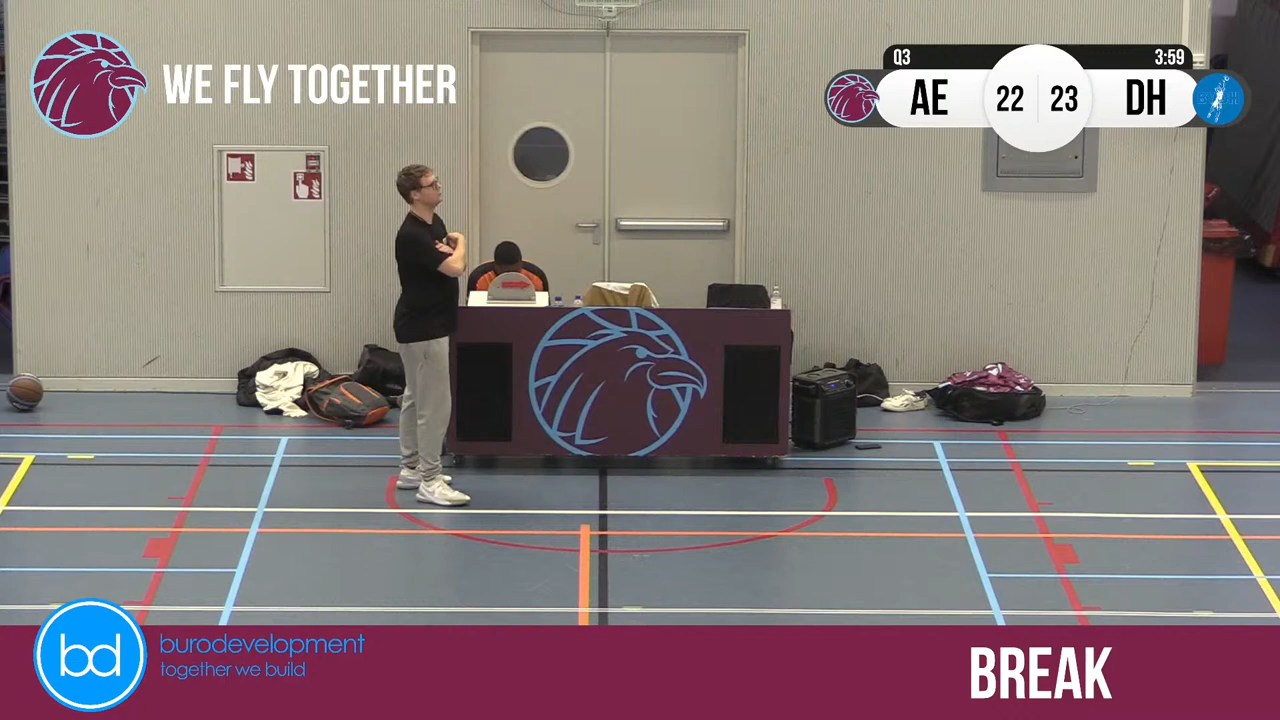 WE FLY TOGETHER
Q3 3:59
AE 22 23 DH
bd
burodevelopment
together we build
BREAK